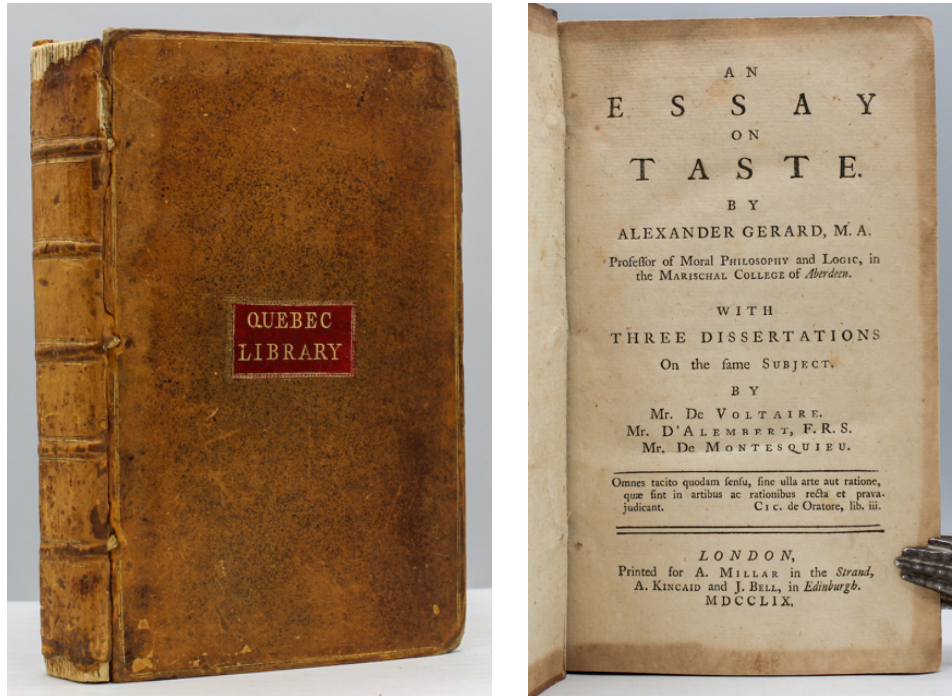 QUEBEC
LIBRARY
AN
ESSAY
ON
TASTE.
BY
ALEXANDER GERARD, M.A.
Profeſſor of Moral PHILOSOPHY and LOGIC, in
the MARISCHAL COLLEGE of Aberdeen.
WITH
THREE DISSERTATIONS
On the ſame SUBJECT.
BY
Mr. De VOLTAIRE.
Mr. D'ALEMBERT, F.R.S.
Mr. De MONTESQUIEU.
Omnes tacito quodam ſenſu, ſine ulla arte aut ratione,
quæ ſint in artibus ac rationibus recta et prava
judicant. CIC. de Oratore, lib. iii.
LONDON,
Printed for A. MILLAR in the Strand,
A. KINCAID and J. BELL, in Edinburgh.
MDCCLIX.